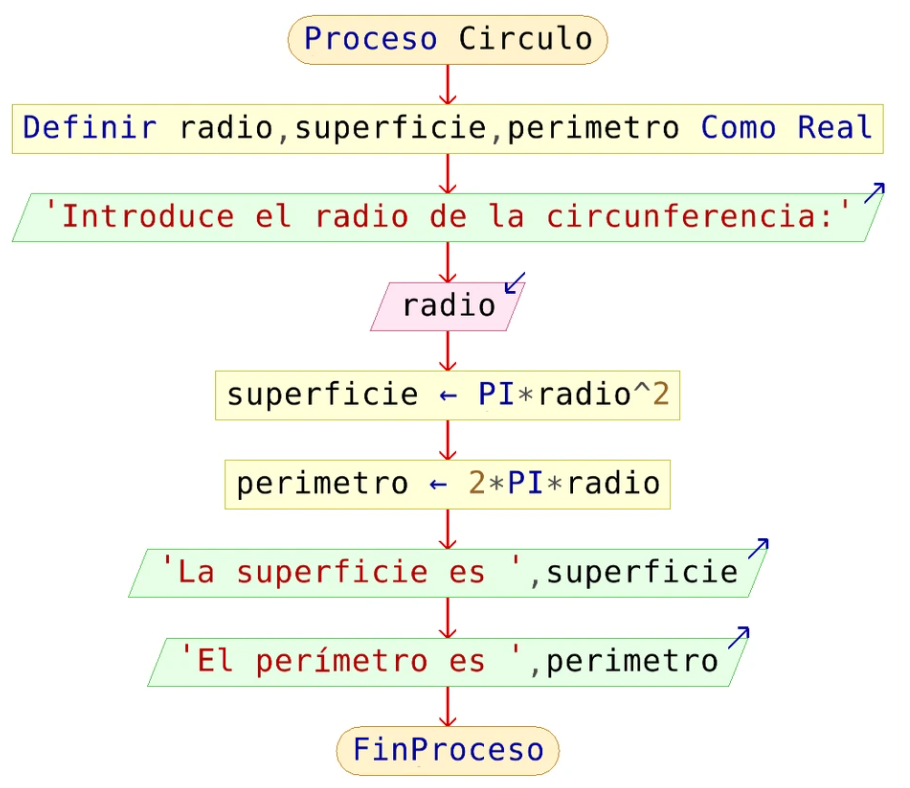 Proceso Circulo
Definir radio,superficie,perimetro Como Real
'Introduce el radio de la circunferencia:'
radio
superficie ← PI*radio^2
perimetro ← 2*PI*radio
'La superficie es ',superficie
'El perímetro es ',perimetro
FinProceso